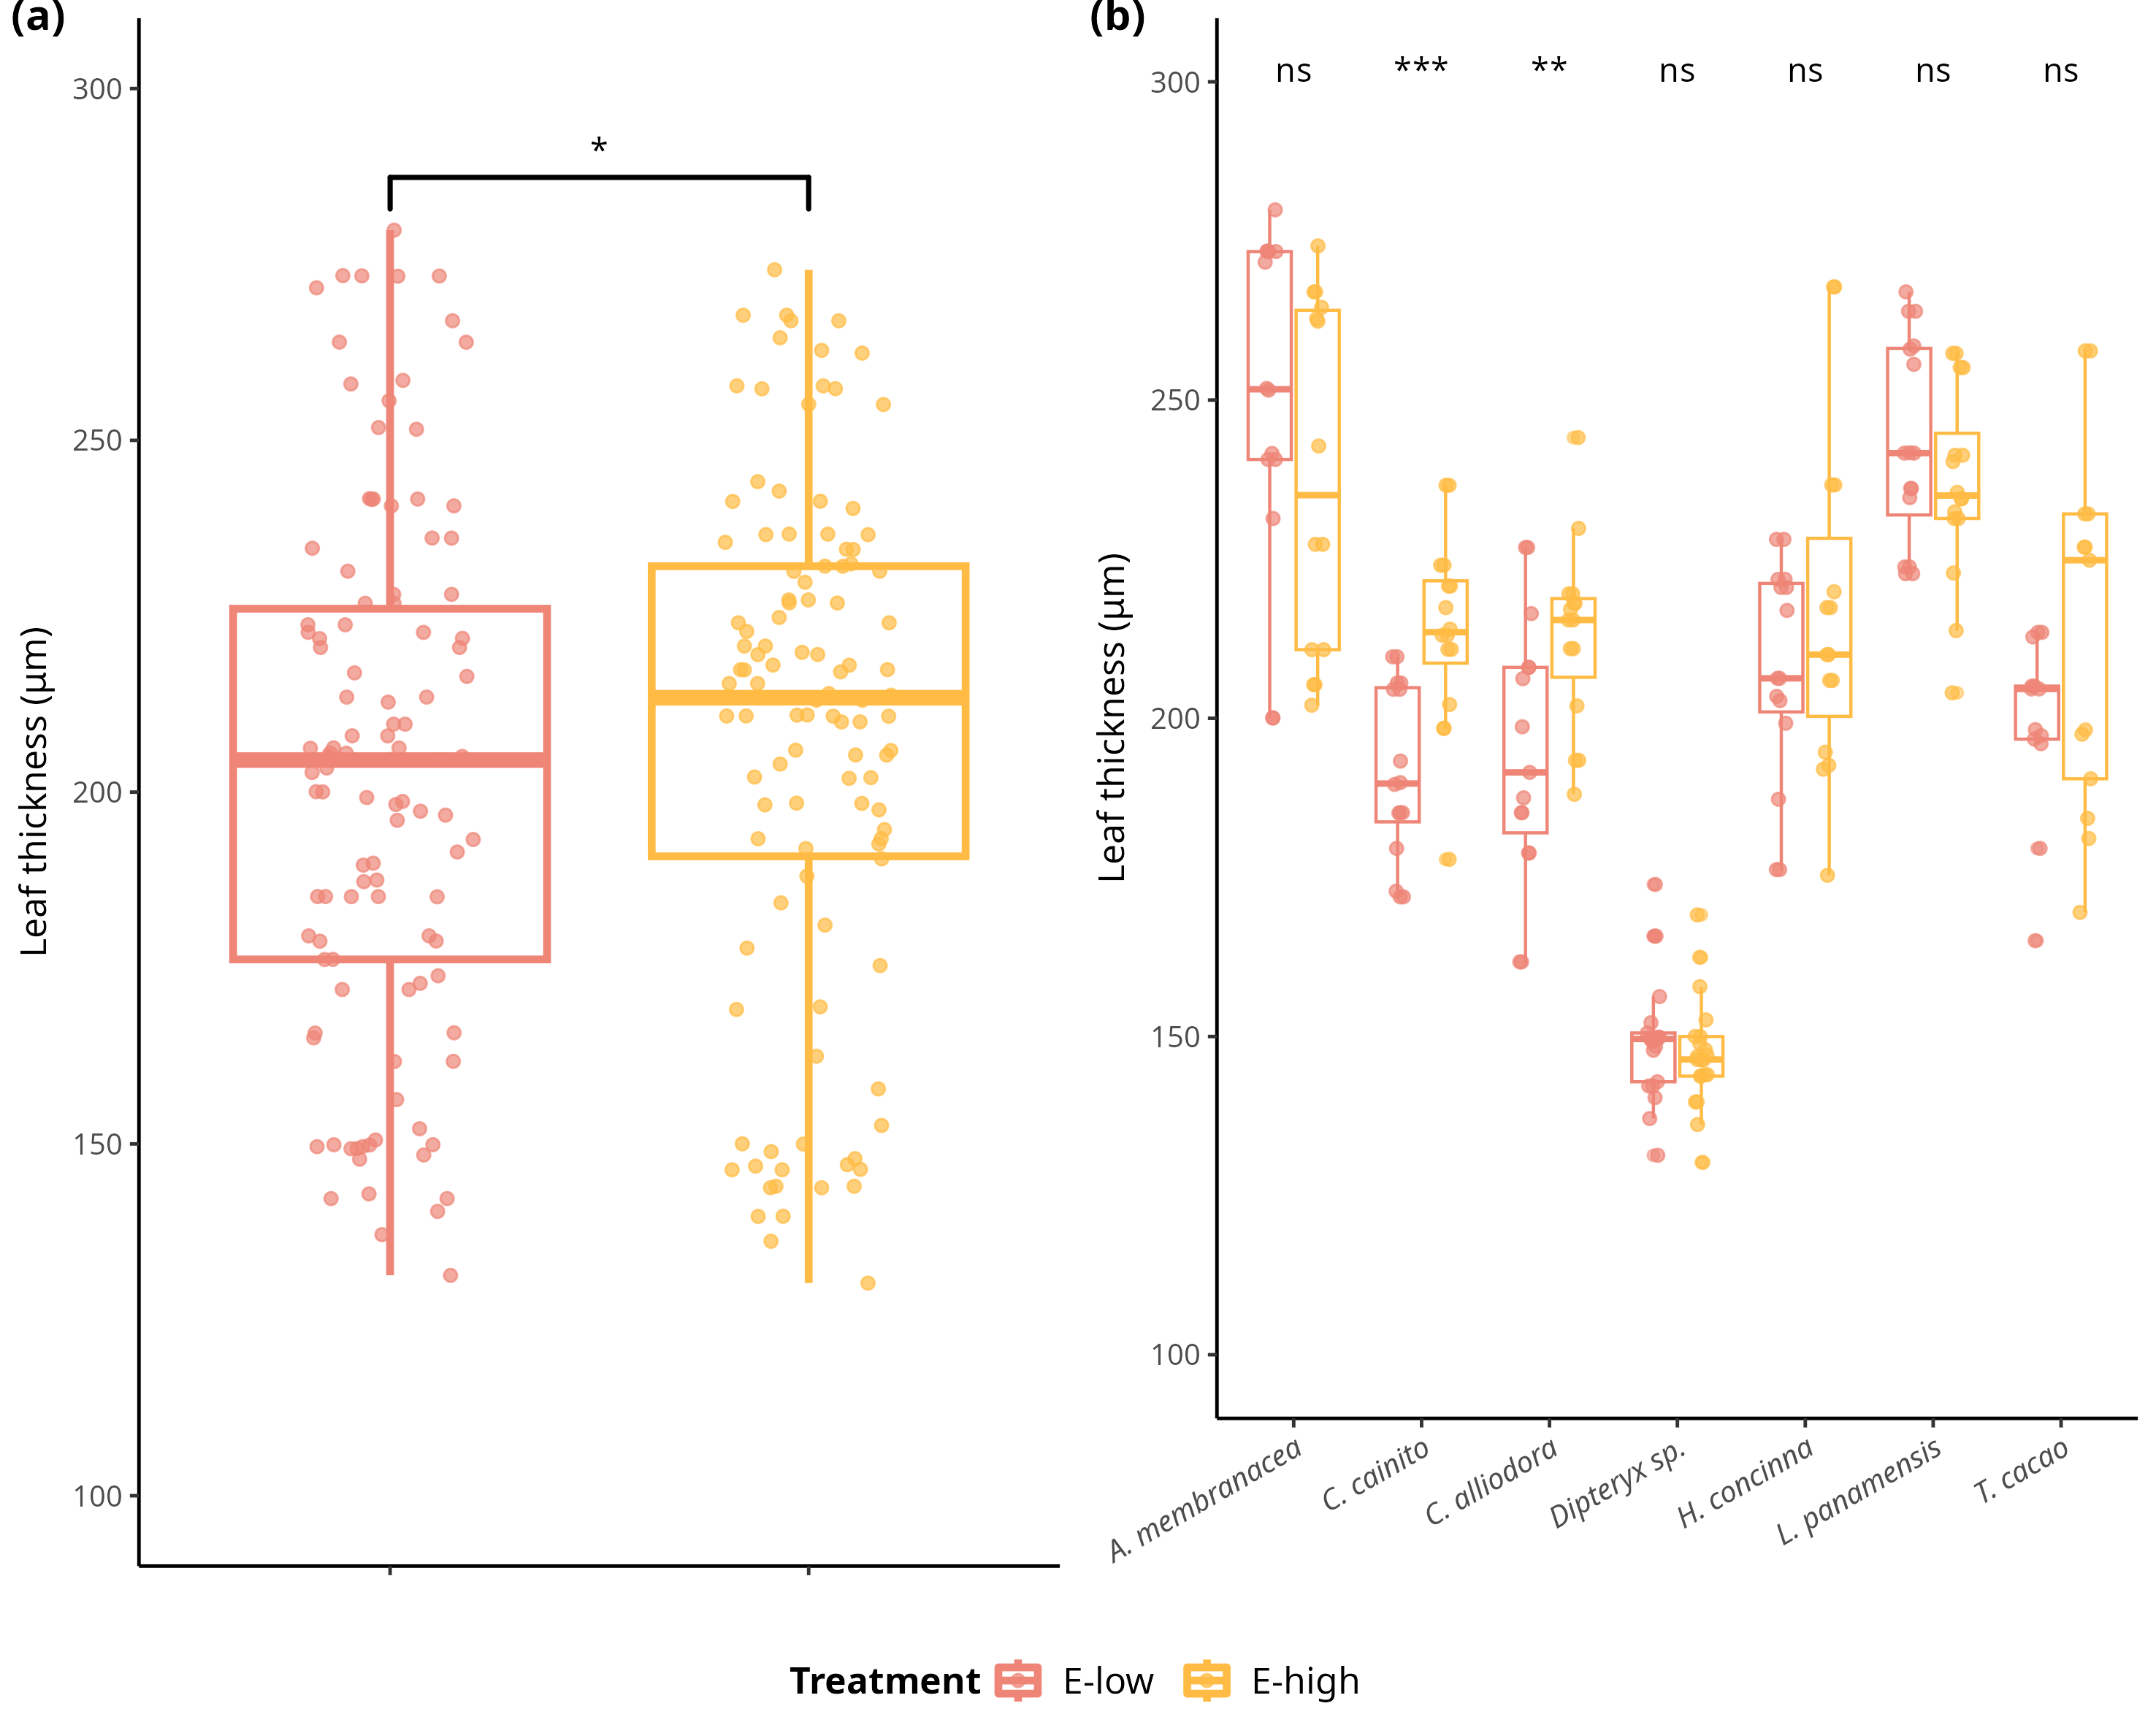 (a)
300
250
200
150
100
Leaf thickness (µm)
*
(b)
300
250
200
150
100
Leaf thickness (µm)
ns *** ** ns ns ns ns
A. membranacea
C. cainito
C. alliodora
Dipteryx sp.
H. concinna
L. panamensis
T. cacao
Treatment E-low E-high